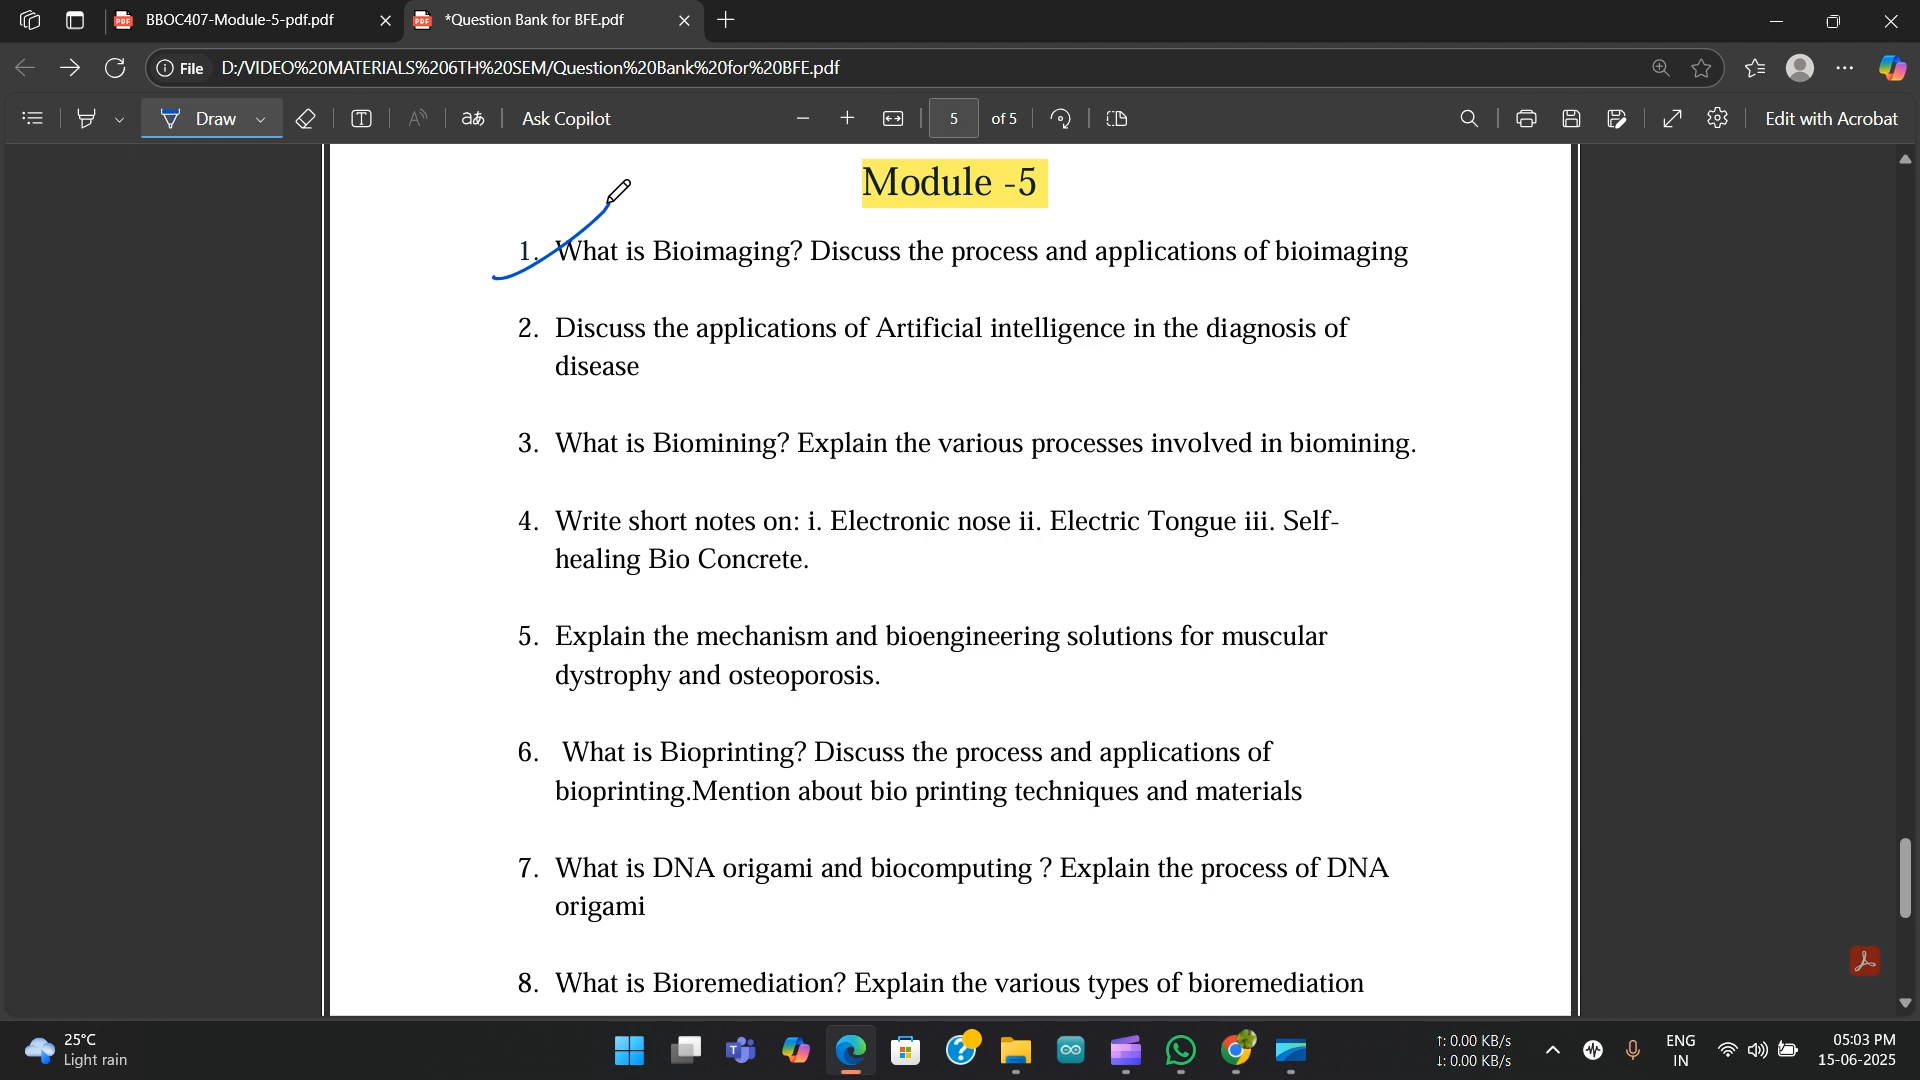 BBOC407-Module-5-pdf.pdf
*Question Bank for BFE.pdf
File
D:/VIDEO%20MATERIALS%206TH%20SEM/Question%20Bank%20for%20BFE.pdf
Draw
aあ
Ask Copilot
5
of 5
Edit with Acrobat
Module -5
1. What is Bioimaging? Discuss the process and applications of bioimaging
2. Discuss the applications of Artificial intelligence in the diagnosis of
disease
3. What is Biomining? Explain the various processes involved in biomining.
4. Write short notes on: i. Electronic nose ii. Electric Tongue iii. Self-
healing Bio Concrete.
5. Explain the mechanism and bioengineering solutions for muscular
dystrophy and osteoporosis.
6. What is Bioprinting? Discuss the process and applications of
bioprinting.Mention about bio printing techniques and materials
7. What is DNA origami and biocomputing ? Explain the process of DNA
origami
8. What is Bioremediation? Explain the various types of bioremediation
25°C
Light rain
↑: 0.00 KB/s
↓: 0.00 KB/s
ENG
IN
05:03 PM
15-06-2025